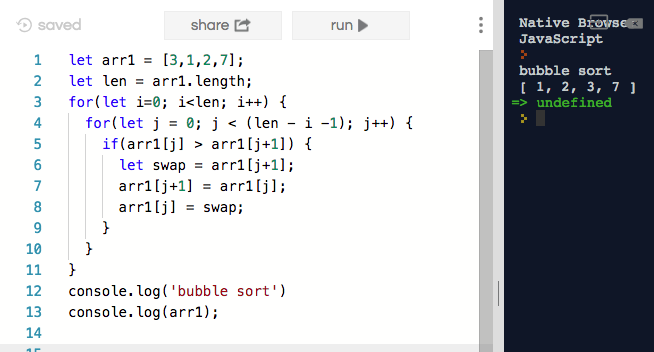 saved
share
run
1 let arr1 = [3,1,2,7];
2 let len = arr1.length;
3 for(let i=0; i<len; i++) {
4 for(let j = 0; j < (len - i -1); j++) {
5 if(arr1[j] > arr1[j+1]) {
6 let swap = arr1[j+1];
7 arr1[j+1] = arr1[j];
8 arr1[j] = swap;
9 }
10 }
11 }
12 console.log('bubble sort')
13 console.log(arr1);
14
15
Native Browse
JavaScript
bubble sort
[ 1, 2, 3, 7 ]
=> undefined